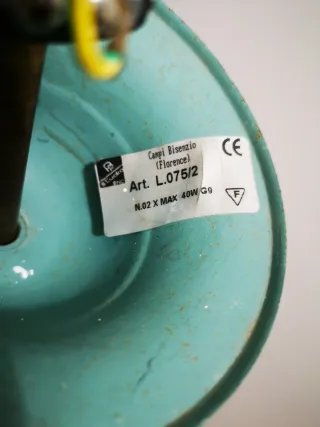 Campi Bisenzio
(Florence)
CE
Art. L.075/2
N.02 X MAX 40W/G9
F